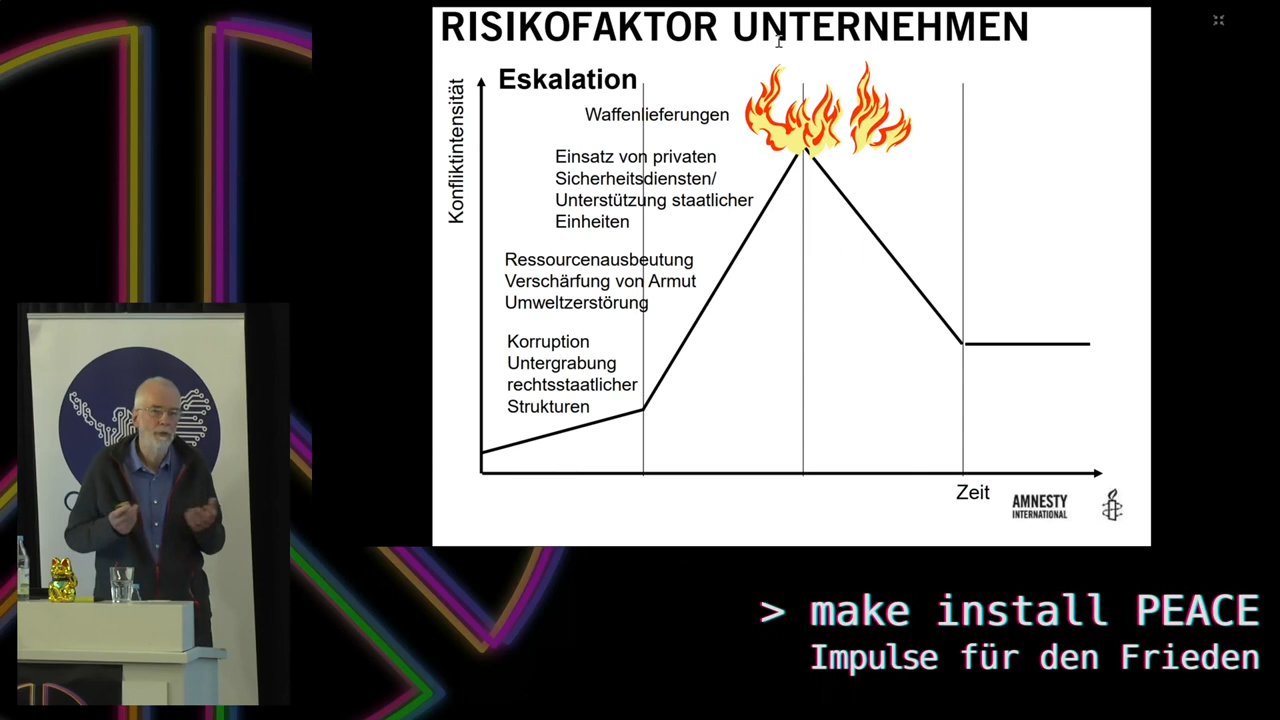 RISIKOFAKTOR UNTERNEHMEN
Eskalation
Konfliktintensität
Waffenlieferungen
Einsatz von privaten
Sicherheitsdiensten/
Unterstützung staatlicher
Einheiten
Ressourcenausbeutung
Verschärfung von Armut
Umweltzerstörung
Korruption
Untergrabung
rechtsstaatlicher
Strukturen
Zeit
AMNESTY
INTERNATIONAL
> make install PEACE
Impulse für den Frieden